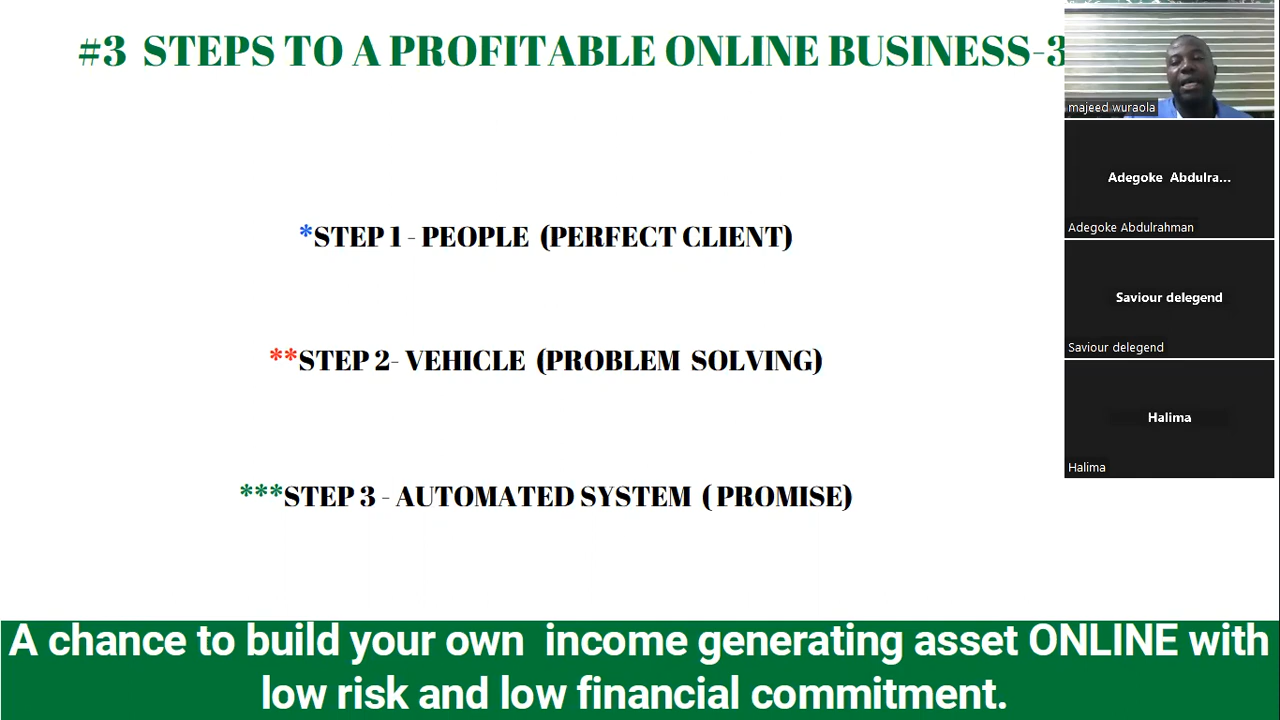 #3 STEPS TO A PROFITABLE ONLINE BUSINESS-3
majeed wuraola
Adegoke Abdulra...
Adegoke Abdulrahman
*STEP 1 - PEOPLE (PERFECT CLIENT)
Saviour delegend
Saviour delegend
**STEP 2- VEHICLE (PROBLEM SOLVING)
Halima
Halima
***STEP 3 - AUTOMATED SYSTEM ( PROMISE)
A chance to build your own income generating asset ONLINE with
low risk and low financial commitment.